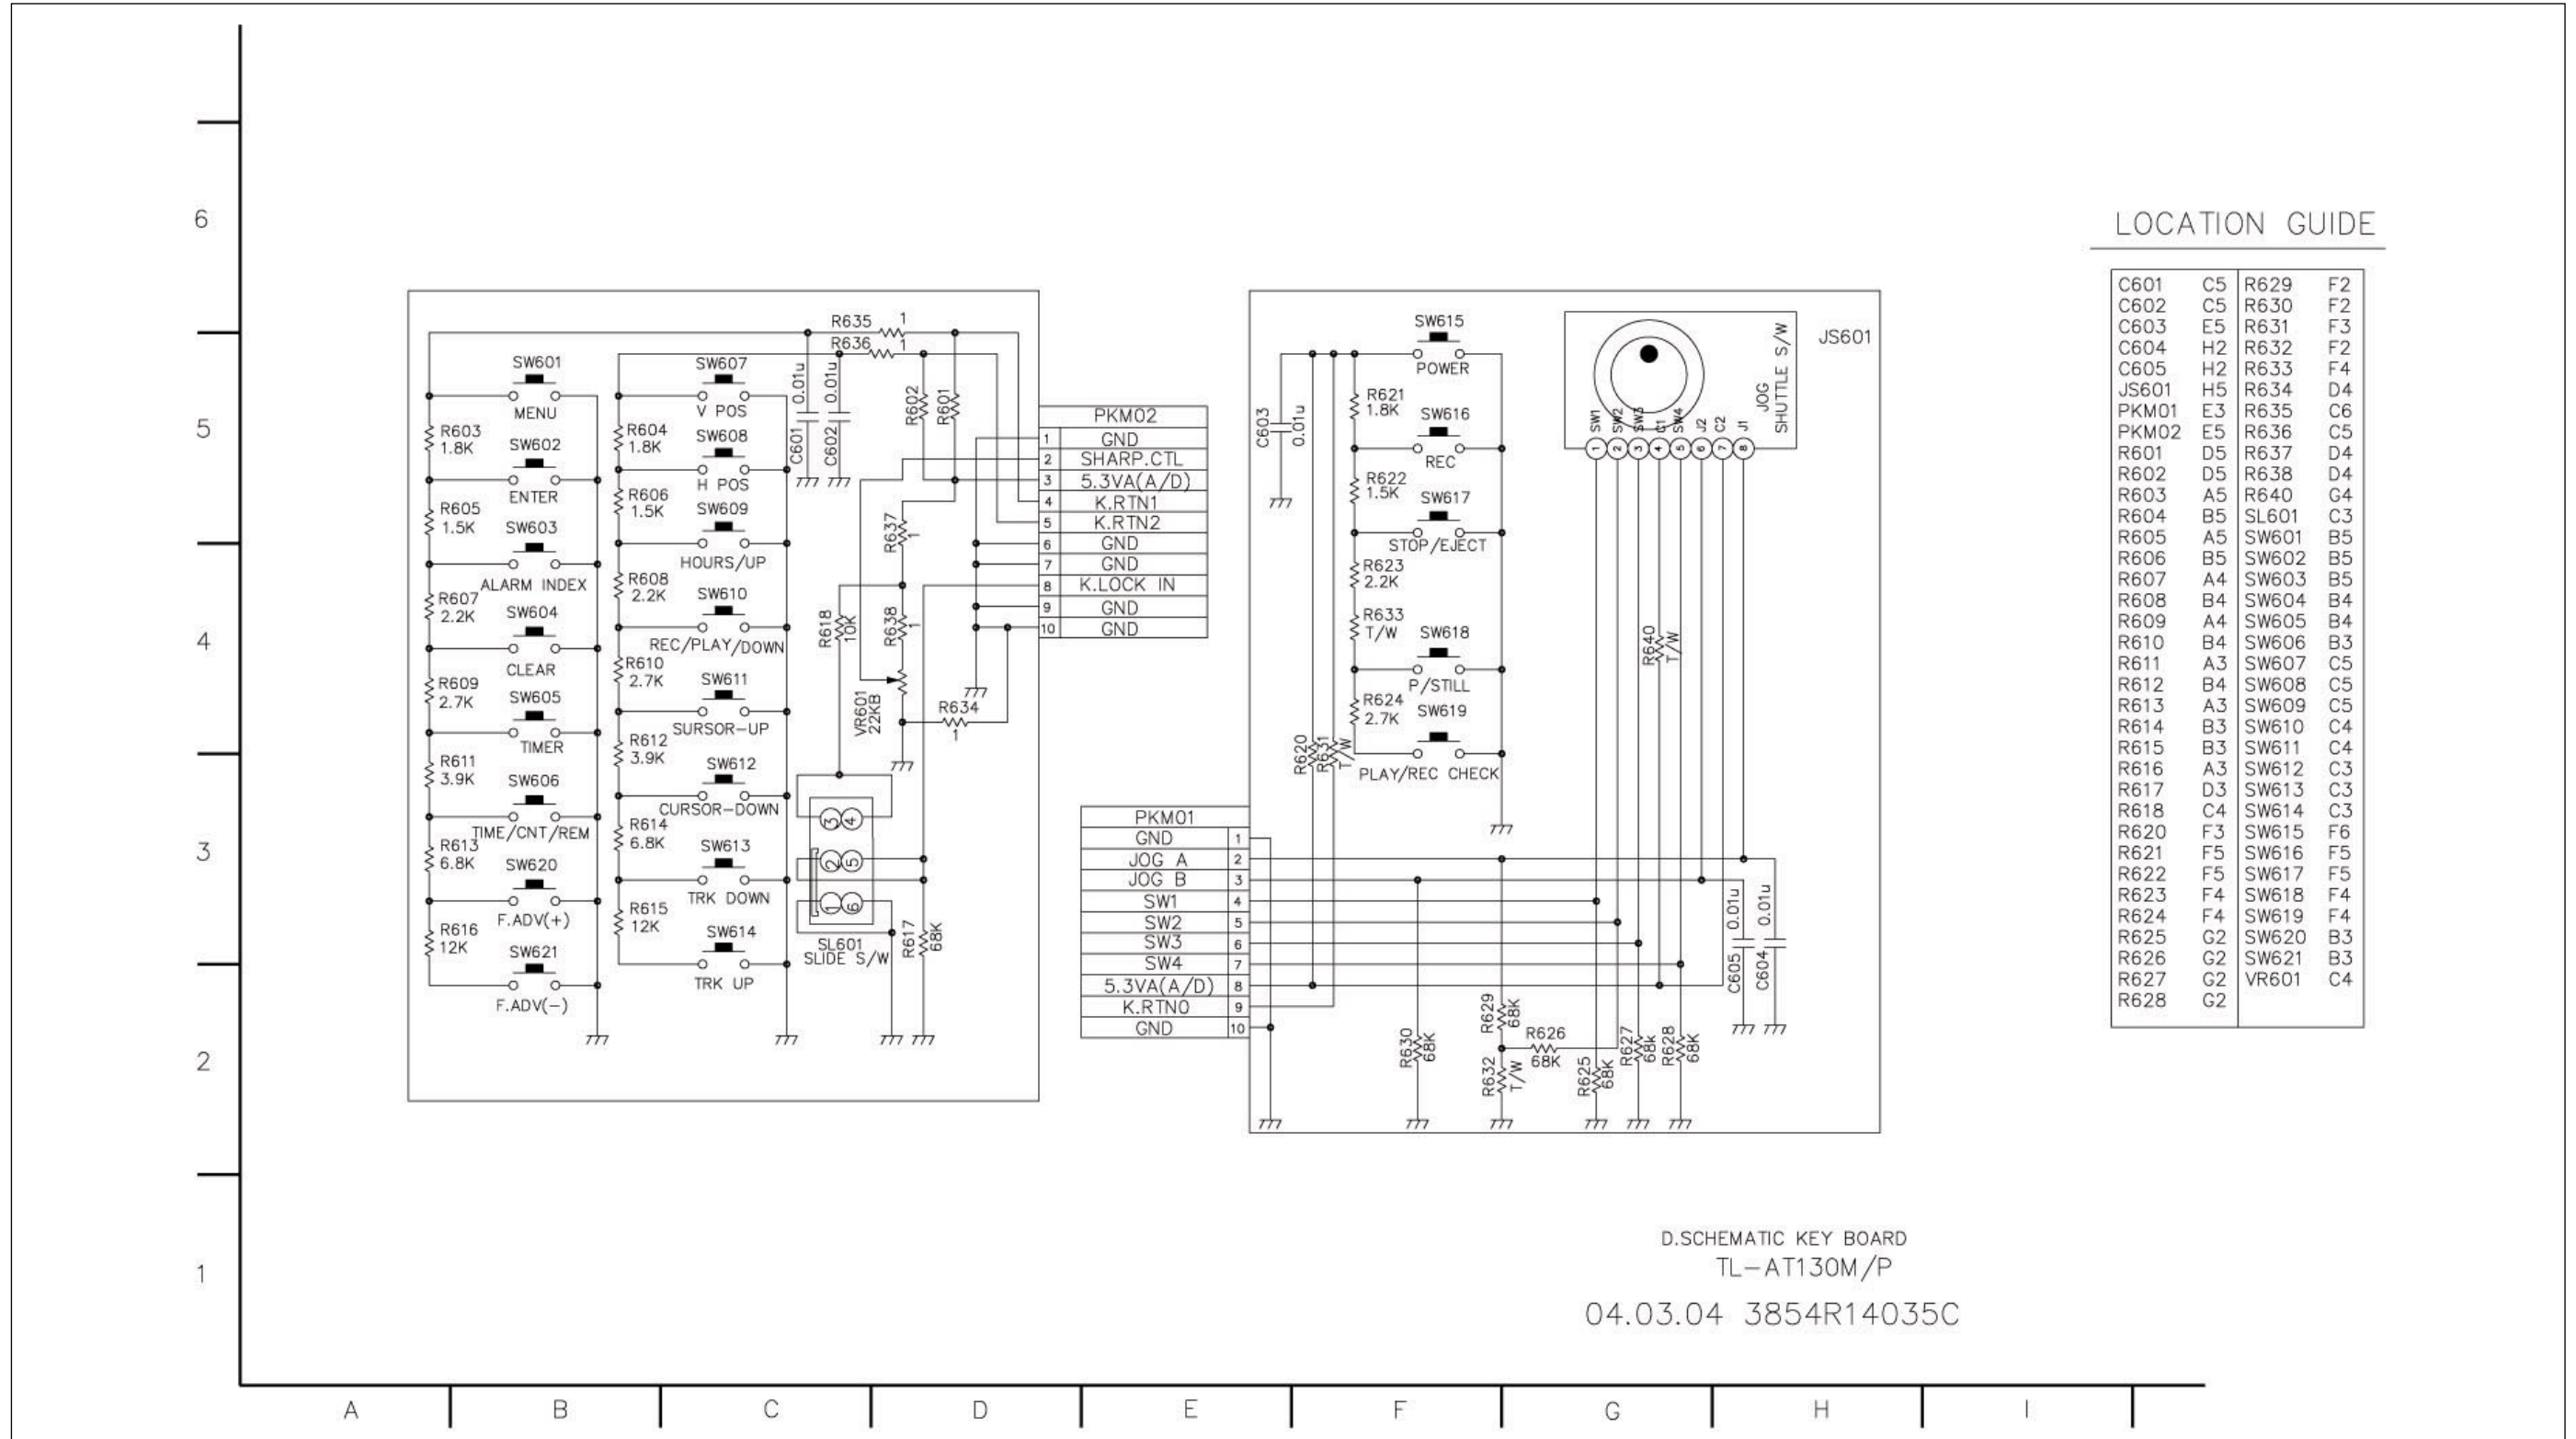 6
5
4
3
2
1
A
B
C
D
E
F
G
H
I
R635
1
R636
1
SW601
MENU
R603
1.8K
SW602
ENTER
R605
1.5K
SW603
ALARM INDEX
R607
2.2K
SW604
CLEAR
R609
2.7K
SW605
TIMER
R611
3.9K
SW606
TIME/CNT/REM
R613
6.8K
SW620
F.ADV(+)
R616
12K
SW621
F.ADV(-)
SW607
V POS
R604
1.8K
SW608
H POS
R606
1.5K
SW609
HOURS/UP
R608
2.2K
SW610
REC/PLAY/DOWN
R610
2.7K
SW611
SURSOR-UP
R612
3.9K
SW612
CURSOR-DOWN
R614
6.8K
SW613
TRK DOWN
R615
12K
SW614
TRK UP
C601
0.01u
C602
0.01u
R602
R601
R637
1
R618
10K
R638
1
VR601
22KB
R634
1
3 4
2 5
1 6
SL601
SLIDE S/W
R617
68K
PKM02
1 GND
2 SHARP.CTL
3 5.3VA(A/D)
4 K.RTN1
5 K.RTN2
6 GND
7 GND
8 K.LOCK IN
9 GND
10 GND
PKM01
GND 1
JOG A 2
JOG B 3
SW1 4
SW2 5
SW3 6
SW4 7
5.3VA(A/D) 8
K.RTN0 9
GND 10
C603
0.01u
SW615
POWER
R621
1.8K
SW616
REC
R622
1.5K
SW617
STOP/EJECT
R623
2.2K
R633
T/W
SW618
P/STILL
R624
2.7K
SW619
PLAY/REC CHECK
R620
R631
T/W
JS601
JOG
SHUTTLE S/W
SW1 SW2 SW3 C1 SW4 J2 C2 J1
1 2 3 4 5 6 7 8
R640
T/W
C605
0.01u
C604
0.01u
R630
68K
R629
68K
R632
T/W
R626
68K
R625
68K
R627
68k
R628
68K
LOCATION GUIDE
C601 C5 R629 F2
C602 C5 R630 F2
C603 E5 R631 F3
C604 H2 R632 F2
C605 H2 R633 F4
JS601 H5 R634 D4
PKM01 E3 R635 C6
PKM02 E5 R636 C5
R601 D5 R637 D4
R602 D5 R638 D4
R603 A5 R640 G4
R604 B5 SL601 C3
R605 A5 SW601 B5
R606 B5 SW602 B5
R607 A4 SW603 B5
R608 B4 SW604 B4
R609 A4 SW605 B4
R610 B4 SW606 B3
R611 A3 SW607 C5
R612 B4 SW608 C5
R613 A3 SW609 C5
R614 B3 SW610 C4
R615 B3 SW611 C4
R616 A3 SW612 C3
R617 D3 SW613 C3
R618 C4 SW614 C3
R620 F3 SW615 F6
R621 F5 SW616 F5
R622 F5 SW617 F5
R623 F4 SW618 F4
R624 F4 SW619 F4
R625 G2 SW620 B3
R626 G2 SW621 B3
R627 G2 VR601 C4
R628 G2
D.SCHEMATIC KEY BOARD
TL-AT130M/P
04.03.04 3854R14035C